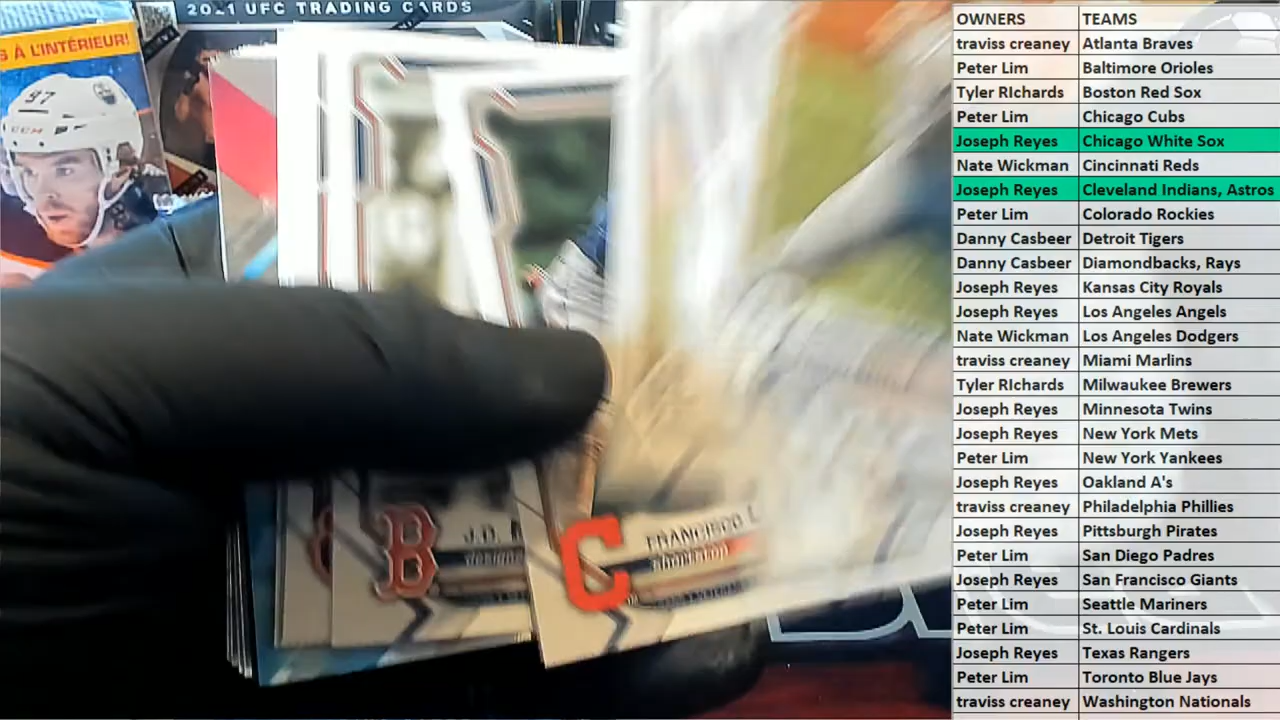 2021 UFC TRADING CARDS
S À L'INTÉRIEUR!
97
CCM
B
J.D.
C
FRANCISCO
Shortstop
OWNERS TEAMS
traviss creaney Atlanta Braves
Peter Lim Baltimore Orioles
Tyler RIchards Boston Red Sox
Peter Lim Chicago Cubs
Joseph Reyes Chicago White Sox
Nate Wickman Cincinnati Reds
Joseph Reyes Cleveland Indians, Astros
Peter Lim Colorado Rockies
Danny Casbeer Detroit Tigers
Danny Casbeer Diamondbacks, Rays
Joseph Reyes Kansas City Royals
Joseph Reyes Los Angeles Angels
Nate Wickman Los Angeles Dodgers
traviss creaney Miami Marlins
Tyler RIchards Milwaukee Brewers
Joseph Reyes Minnesota Twins
Joseph Reyes New York Mets
Peter Lim New York Yankees
Joseph Reyes Oakland A's
traviss creaney Philadelphia Phillies
Joseph Reyes Pittsburgh Pirates
Peter Lim San Diego Padres
Joseph Reyes San Francisco Giants
Peter Lim Seattle Mariners
Peter Lim St. Louis Cardinals
Joseph Reyes Texas Rangers
Peter Lim Toronto Blue Jays
traviss creaney Washington Nationals